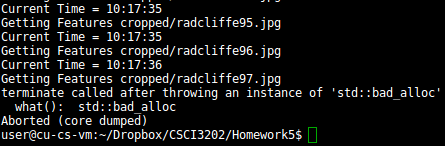 Current Time = 10:17:35
Getting Features cropped/radcliffe95.jpg
Current Time = 10:17:35
Getting Features cropped/radcliffe96.jpg
Current Time = 10:17:36
Getting Features cropped/radcliffe97.jpg
terminate called after throwing an instance of 'std::bad_alloc'
  what():  std::bad_alloc
Aborted (core dumped)
user@cu-cs-vm:~/Dropbox/CSCI3202/Homework5$